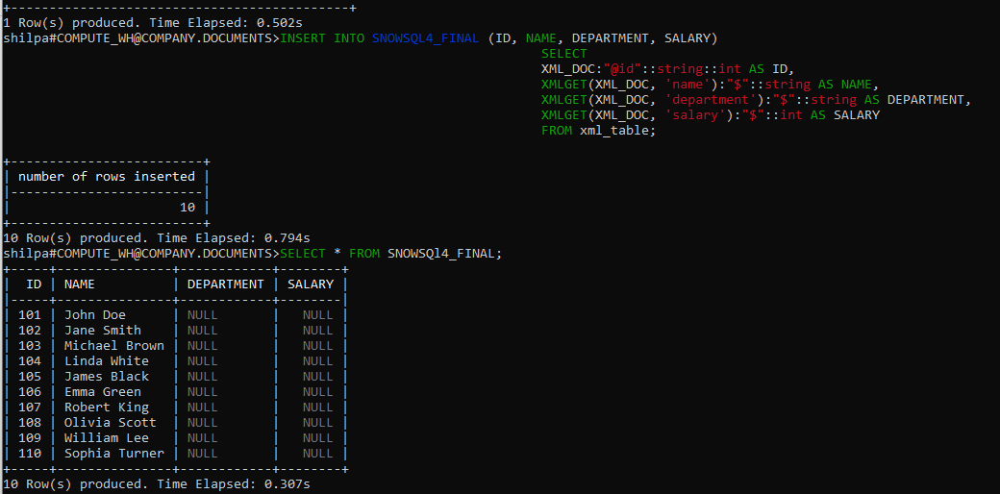 +--------------------------------------------+
1 Row(s) produced. Time Elapsed: 0.502s
shilpa#COMPUTE_WH@COMPANY.DOCUMENTS>INSERT INTO SNOWSQL4_FINAL (ID, NAME, DEPARTMENT, SALARY)
SELECT
XML_DOC:"@id"::string::int AS ID,
XMLGET(XML_DOC, 'name'):"$"::string AS NAME,
XMLGET(XML_DOC, 'department'):"$"::string AS DEPARTMENT,
XMLGET(XML_DOC, 'salary'):"$"::int AS SALARY
FROM xml_table;
+-------------------------+
| number of rows inserted |
|-------------------------|
|                      10 |
+-------------------------+
10 Row(s) produced. Time Elapsed: 0.794s
shilpa#COMPUTE_WH@COMPANY.DOCUMENTS>SELECT * FROM SNOWSQl4_FINAL;
+-----+---------------+------------+--------+
|  ID | NAME          | DEPARTMENT | SALARY |
|-----+---------------+------------+--------|
| 101 | John Doe      | NULL       |   NULL |
| 102 | Jane Smith    | NULL       |   NULL |
| 103 | Michael Brown | NULL       |   NULL |
| 104 | Linda White   | NULL       |   NULL |
| 105 | James Black   | NULL       |   NULL |
| 106 | Emma Green    | NULL       |   NULL |
| 107 | Robert King   | NULL       |   NULL |
| 108 | Olivia Scott  | NULL       |   NULL |
| 109 | William Lee   | NULL       |   NULL |
| 110 | Sophia Turner | NULL       |   NULL |
+-----+---------------+------------+--------+
10 Row(s) produced. Time Elapsed: 0.307s